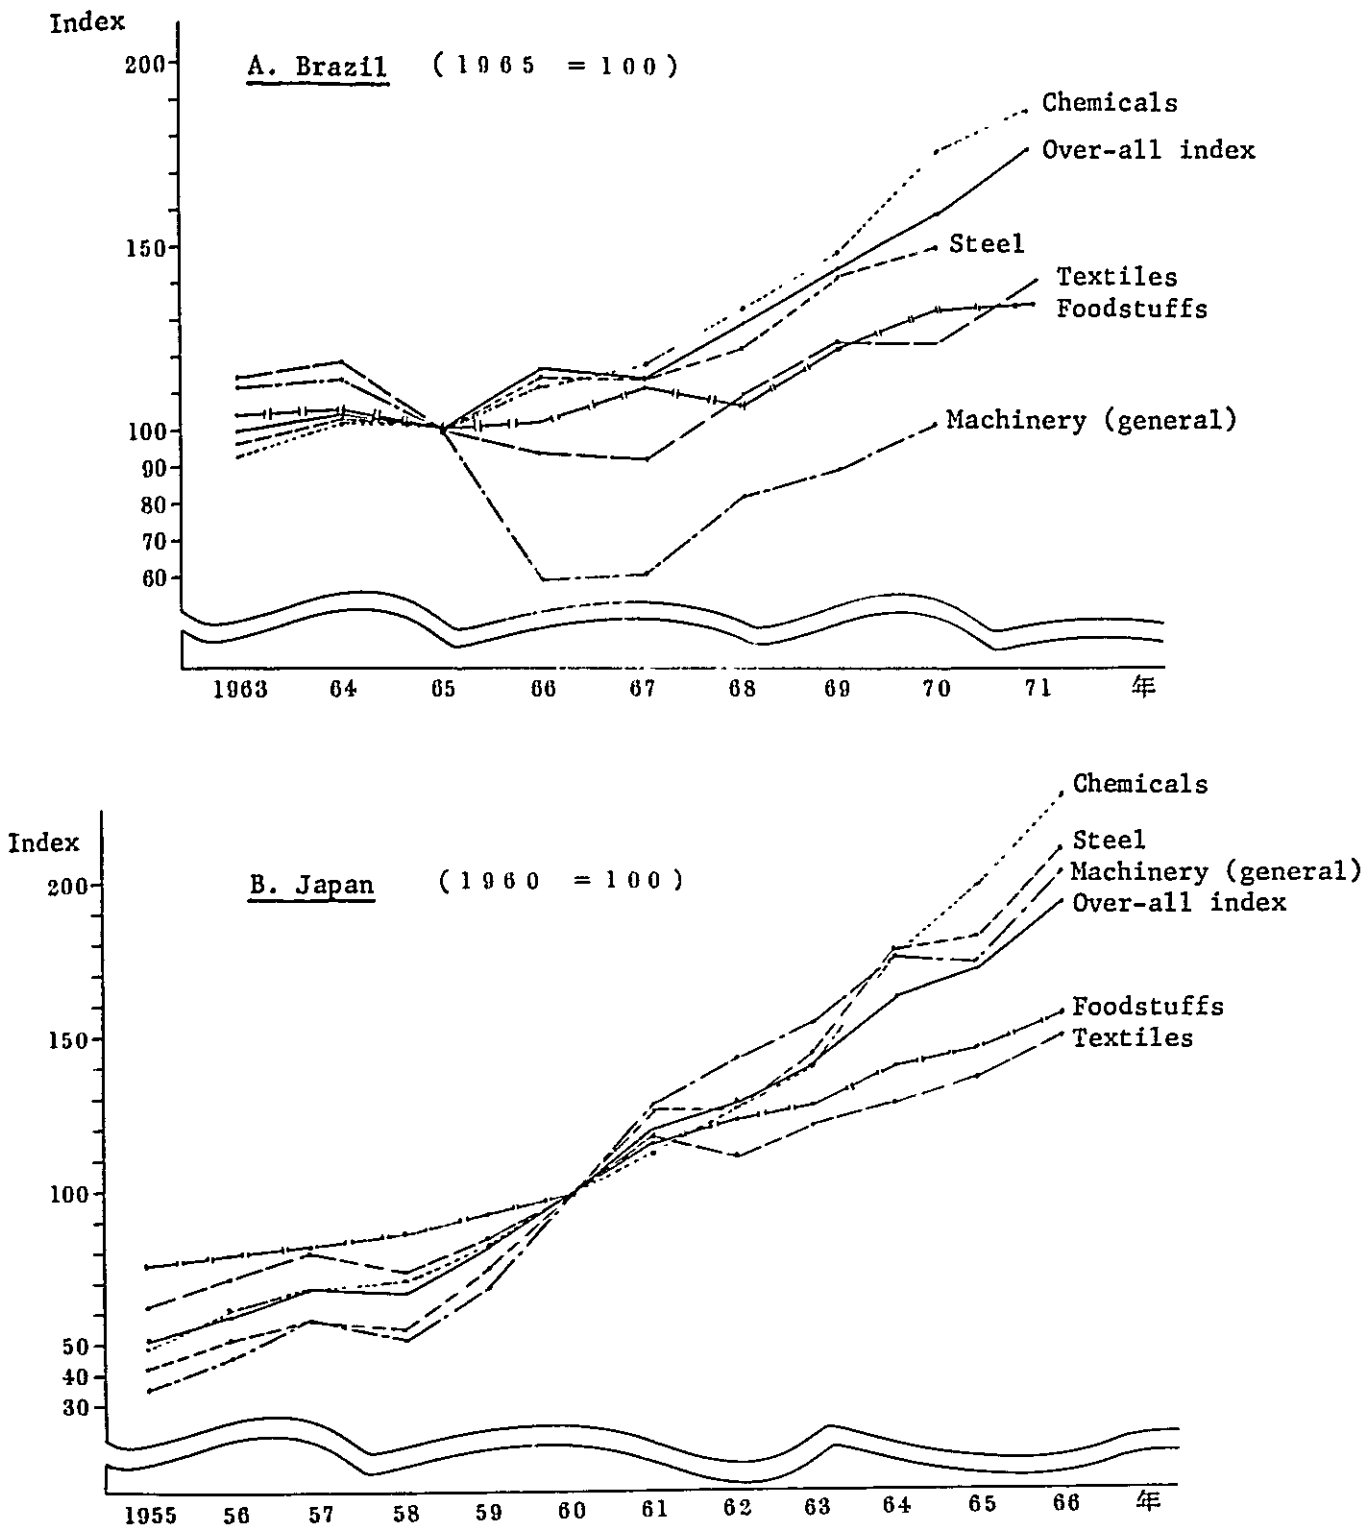 Index
200
A. Brazil (1965 =100)
Chemicals
Over-all index
150
Steel
Textiles
Foodstuffs
100
Machinery (general)
90
80
70
60
1963 64 65 66 67 68 69 70 71 年
Chemicals
Index
Steel
Machinery (general)
200
B. Japan (1960 =100)
Over-all index
Foodstuffs
150
Textiles
100
50
40
30
1955 56 57 58 59 60 61 62 63 64 65 66 年